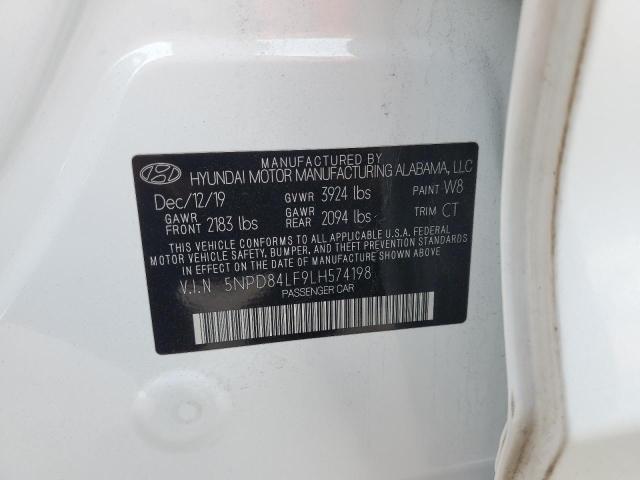 MANUFACTURED BY
HYUNDAI MOTOR MANUFACTURING ALABAMA, LLC
Dec/12/19 GVWR 3924 lbs PAINT W8
GAWR FRONT 2183 lbs GAWR REAR 2094 lbs TRIM CT
THIS VEHICLE CONFORMS TO ALL APPLICABLE U.S.A. FEDERAL
MOTOR VEHICLE SAFETY, BUMPER, AND THEFT PREVENTION STANDARDS
IN EFFECT ON THE DATE OF MANUFACTURE SHOWN ABOVE.
V.I.N 5NPD84LF9LH574198
PASSENGER CAR